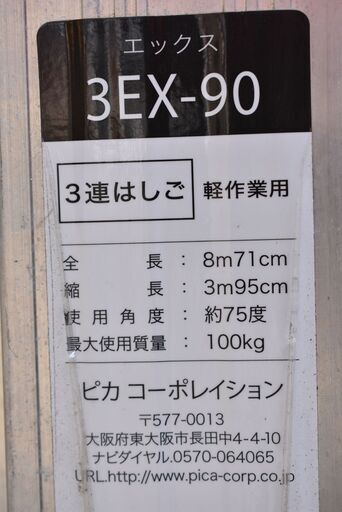 エックス
3EX-90
3連はしご 軽作業用
全長：8m71cm
縮長：3m95cm
使用角度：約75度
最大使用質量：100kg
ピカ コーポレイション
〒577-0013
大阪府東大阪市長田中4-4-10
ナビダイヤル.0570-064065
URL.http://www.pica-corp.co.jp